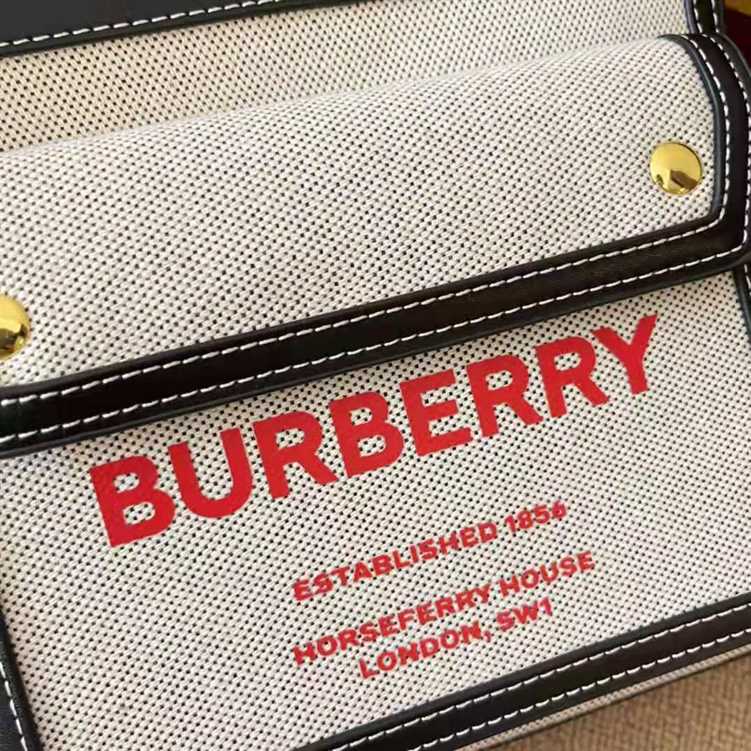 BURBERRY
ESTABLISHED 1856
HORSEFERRY HOUSE
LONDON, SW1